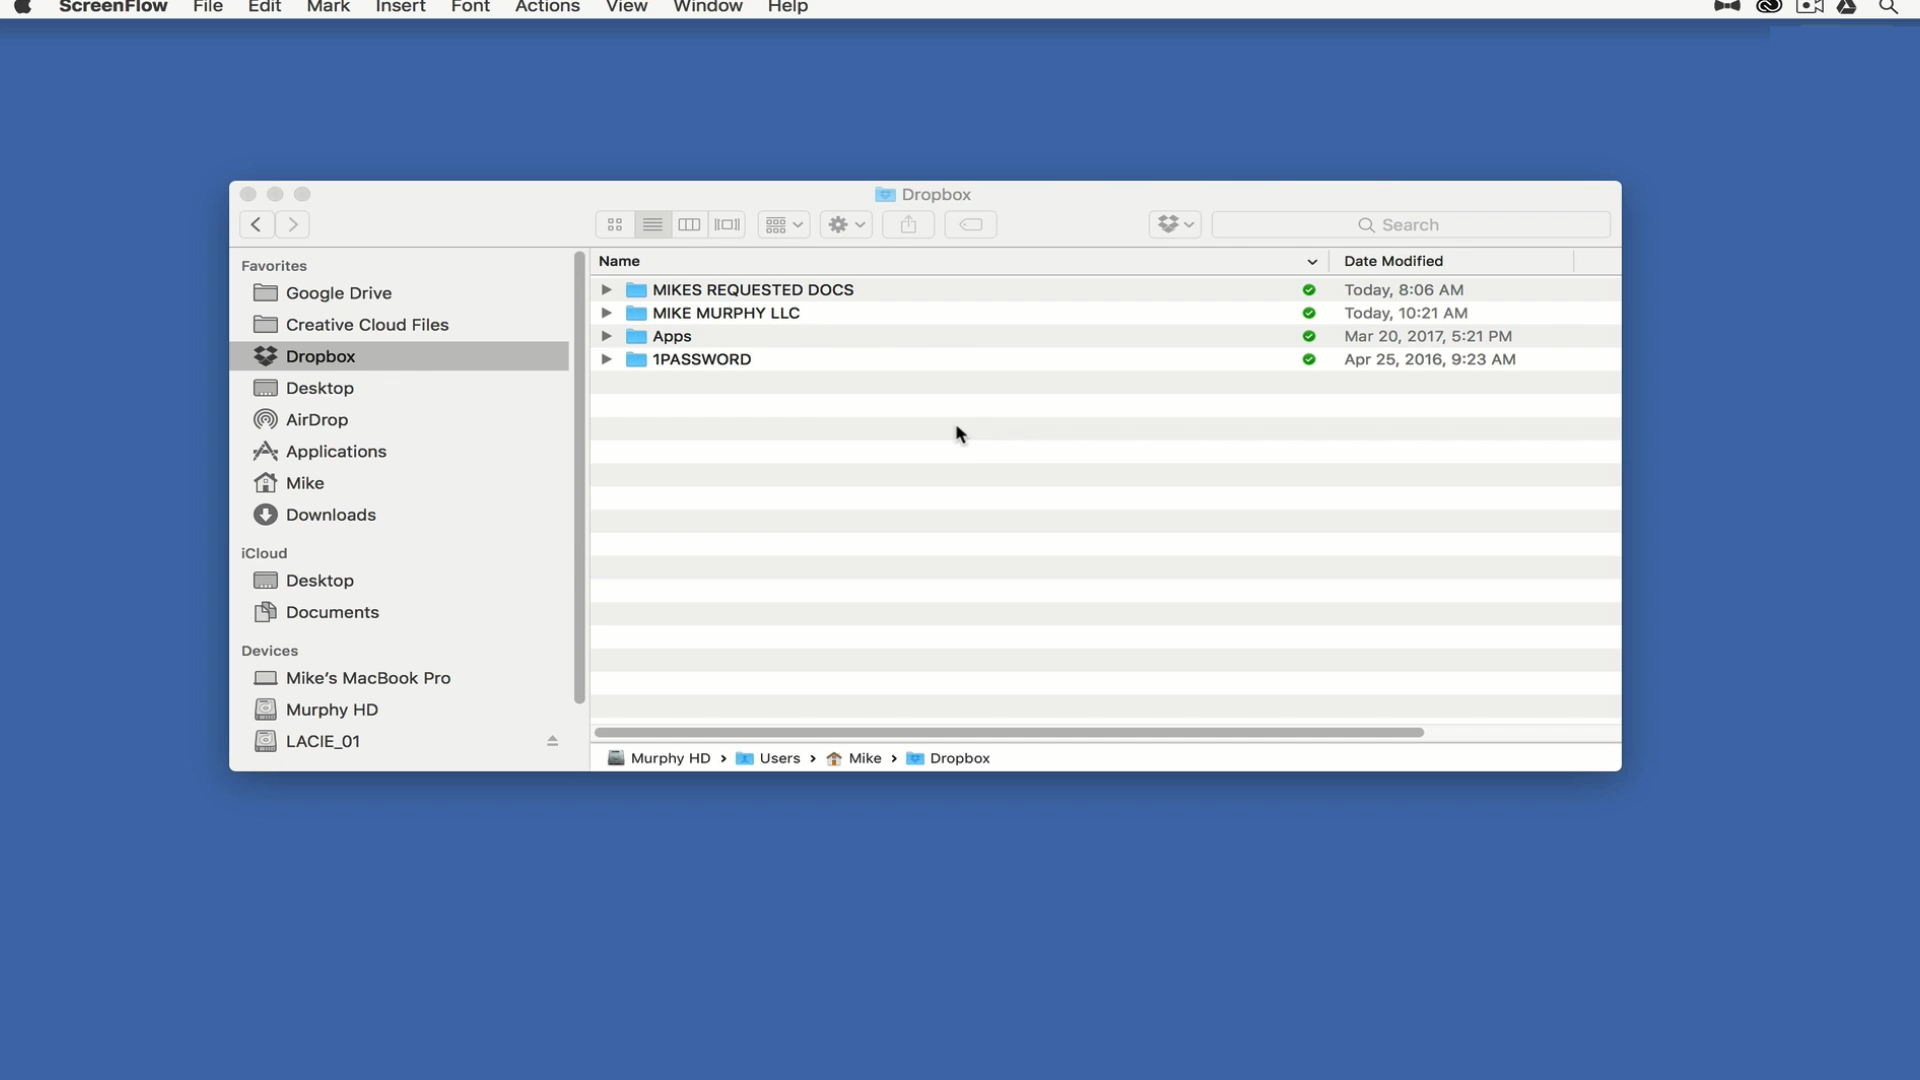 ScreenFlow File Edit Mark Insert Font Actions View Window Help
Dropbox
Search
Favorites
Google Drive
Creative Cloud Files
Dropbox
Desktop
AirDrop
Applications
Mike
Downloads
iCloud
Desktop
Documents
Devices
Mike's MacBook Pro
Murphy HD
LACIE_01
Name Date Modified
MIKES REQUESTED DOCS Today, 8:06 AM
MIKE MURPHY LLC Today, 10:21 AM
Apps Mar 20, 2017, 5:21 PM
1PASSWORD Apr 25, 2016, 9:23 AM
Murphy HD › Users › Mike › Dropbox